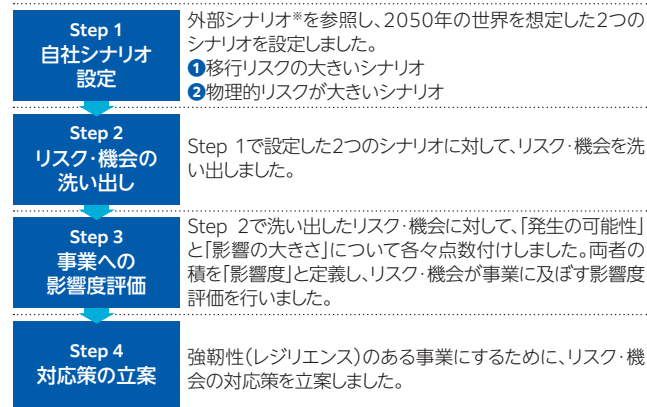 Step 1
自社シナリオ
設定
外部シナリオ※を参照し、2050年の世界を想定した2つの
シナリオを設定しました。
❶移行リスクの大きいシナリオ
❷物理的リスクが大きいシナリオ
Step 2
リスク・機会の
洗い出し
Step 1で設定した2つのシナリオに対して、リスク・機会を洗
い出しました。
Step 3
事業への
影響度評価
Step 2で洗い出したリスク・機会に対して、「発生の可能性」
と「影響の大きさ」について各々点数付けしました。両者の
積を「影響度」と定義し、リスク・機会が事業に及ぼす影響度
評価を行いました。
Step 4
対応策の立案
強靭性(レジリエンス)のある事業にするために、リスク・機
会の対応策を立案しました。